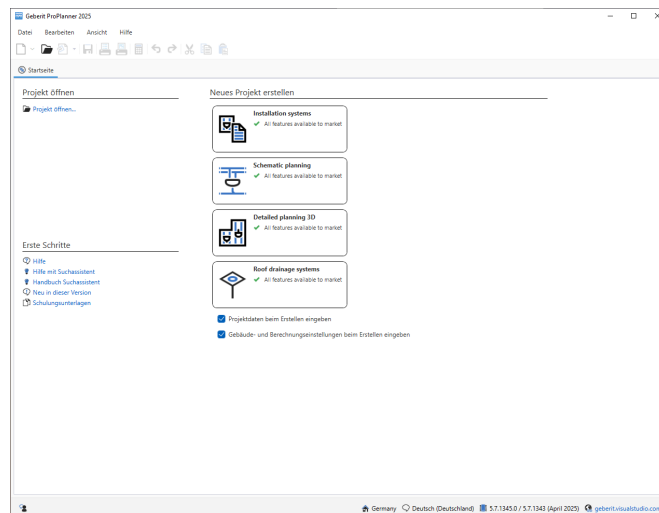 Geberit ProPlanner 2025
Datei Bearbeiten Ansicht Hilfe
Startseite
Projekt öffnen
Projekt öffnen...
Neues Projekt erstellen
Installation systems
All features available to market
Schematic planning
All features available to market
Detailed planning 3D
All features available to market
Roof drainage systems
All features available to market
Projektdaten beim Erstellen eingeben
Gebäude- und Berechnungseinstellungen beim Erstellen eingeben
Erste Schritte
Hilfe
Hilfe mit Suchassistent
Handbuch Suchassistent
Neu in dieser Version
Schulungsunterlagen
Germany Deutsch (Deutschland) 5.7.1345.0 / 5.7.1343 (April 2025) geberit.visualstudio.com